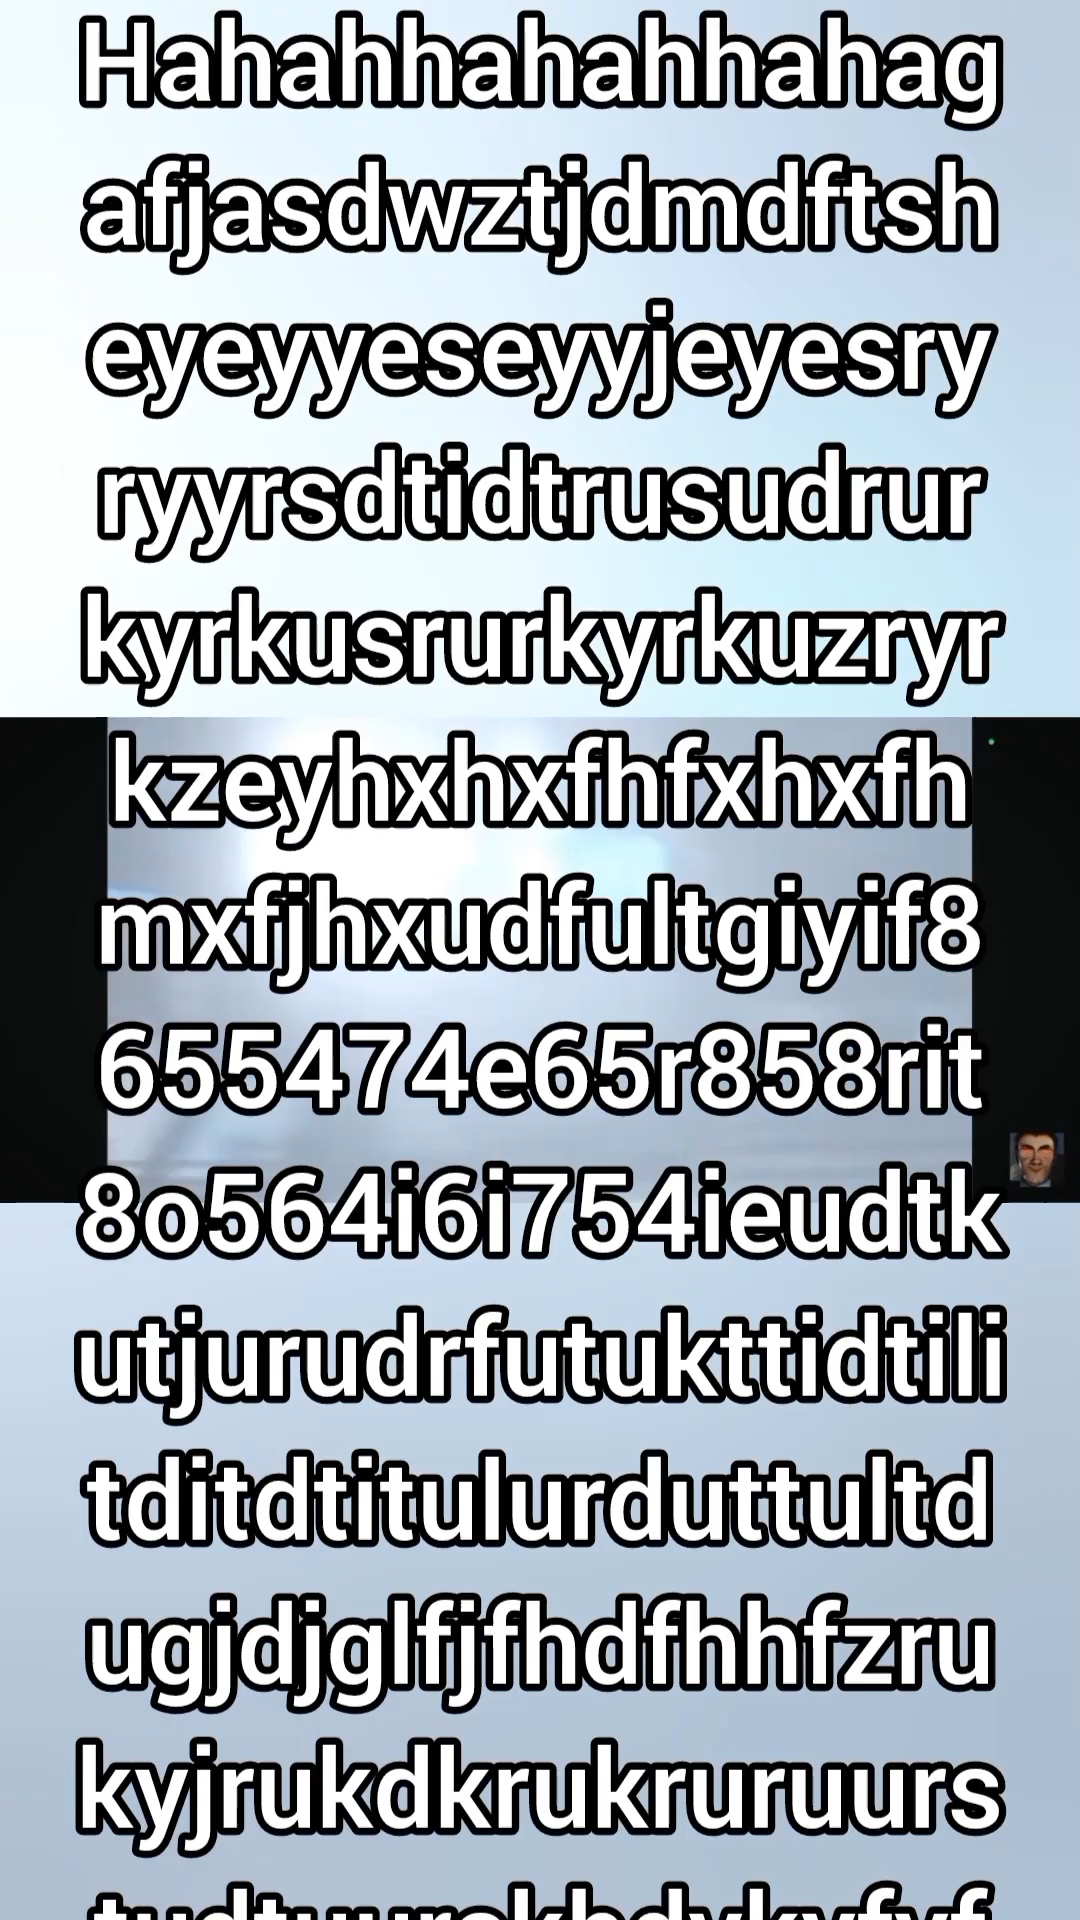 Hahahhahahhahag
afjasdwztjdmdftsh
eyeyyeseyyjeyesry
ryyrsdtidtrusudrur
kyrkusrurkyrkuzryr
kzeyhxhxfhfxhxfh
mxfjhxudfultgiyif8
655474e65r858rit
8o564i6i754ieudtk
utjurudrfutukttidtili
tditdtitulurduttultd
ugjdjglfjfhdfhhfzru
kyjrukdkrukruruurs